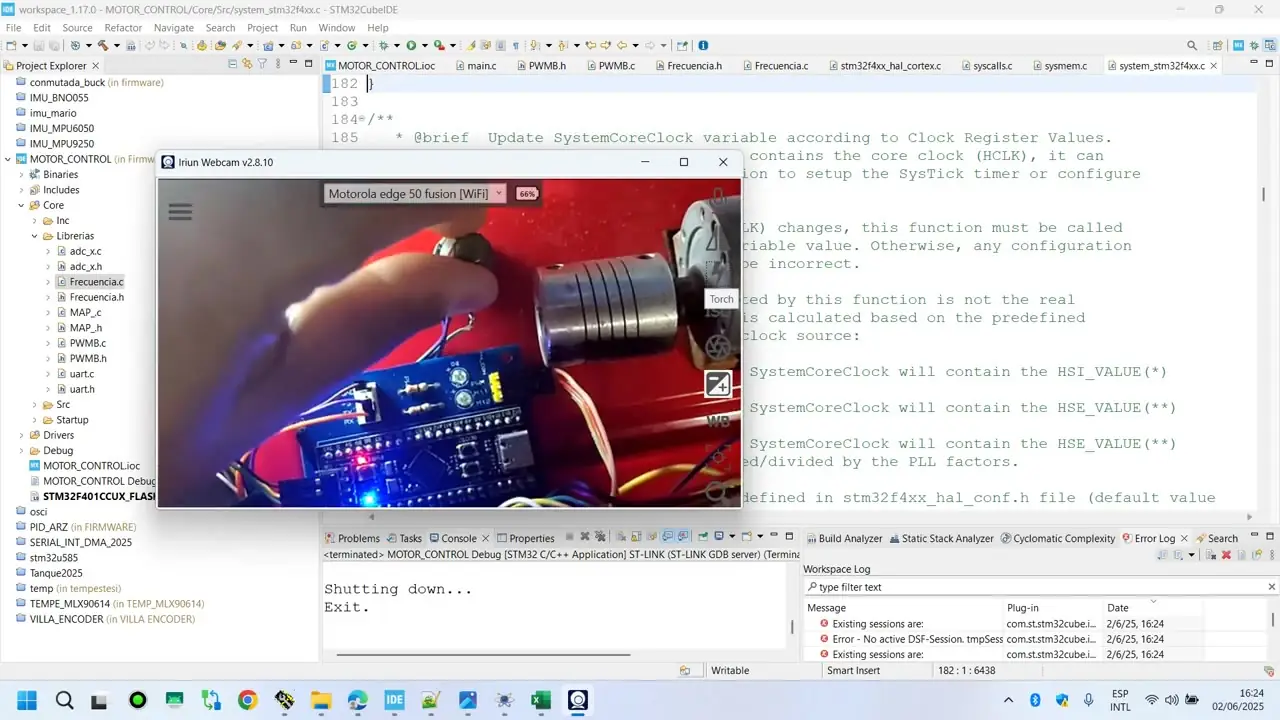 workspace_1.17.0 - MOTOR_CONTROL/Core/Src/system_stm32f4xx.c - STM32CubeIDE
File Edit Source Refactor Navigate Search Project Run Window Help
Project Explorer
MOTOR_CONTROL.ioc main.c PWMB.h PWMB.c Frecuencia.h Frecuencia.c stm32f4xx_hal_cortex.c syscalls.c sysmem.c system_stm32f4xx.c
conmutada_buck (in firmware)
IMU_BNO055
imu_mario
IMU_MPU6050
IMU_MPU9250
MOTOR_CONTROL (in Firmw
Binaries
Includes
Core
Inc
Librerias
adc_x.c
adc_x.h
Frecuencia.c
Frecuencia.h
MAP_.c
MAP_.h
PWMB.c
PWMB.h
uart.c
uart.h
Src
Startup
Drivers
Debug
MOTOR_CONTROL.ioc
MOTOR_CONTROL Debug
STM32F401CCUX_FLASH
osci
PID_ARZ (in FIRMWARE)
SERIAL_INT_DMA_2025
stm32u585
Tanque2025
temp (in tempestesi)
TEMPE_MLX90614 (in TEMP_MLX90614)
VILLA_ENCODER (in VILLA ENCODER)
182 }
183
184 /**
185 * @brief Update SystemCoreClock variable according to Clock Register Values.
contains the core clock (HCLK), it can
ion to setup the SysTick timer or configure
LK) changes, this function must be called
riable value. Otherwise, any configuration
be incorrect.
ted by this function is not the real
is calculated based on the predefined
clock source:
SystemCoreClock will contain the HSI_VALUE(*)
SystemCoreClock will contain the HSE_VALUE(**)
SystemCoreClock will contain the HSE_VALUE(**)
ed/divided by the PLL factors.
defined in stm32f4xx_hal_conf.h file (default value
Iriun Webcam v2.8.10
Motorola edge 50 fusion [WiFi]
66%
Torch
WB
Problems Tasks Console Properties
<terminated> MOTOR_CONTROL Debug [STM32 C/C++ Application] ST-LINK (ST-LINK GDB server) (Termina
Shutting down...
Exit.
Build Analyzer Static Stack Analyzer Cyclomatic Complexity Error Log Search
Workspace Log
type filter text
Message Plug-in Date
Existing sessions are: com.st.stm32cube.i... 2/6/25, 16:24
Error - No active DSF-Session. tmpSess com.st.stm32cube.i... 2/6/25, 16:24
Existing sessions are: com.st.stm32cube.i... 2/6/25, 16:24
Writable Smart Insert 182 : 1 : 6438
IDE
ESP
INTL
16:24
02/06/2025